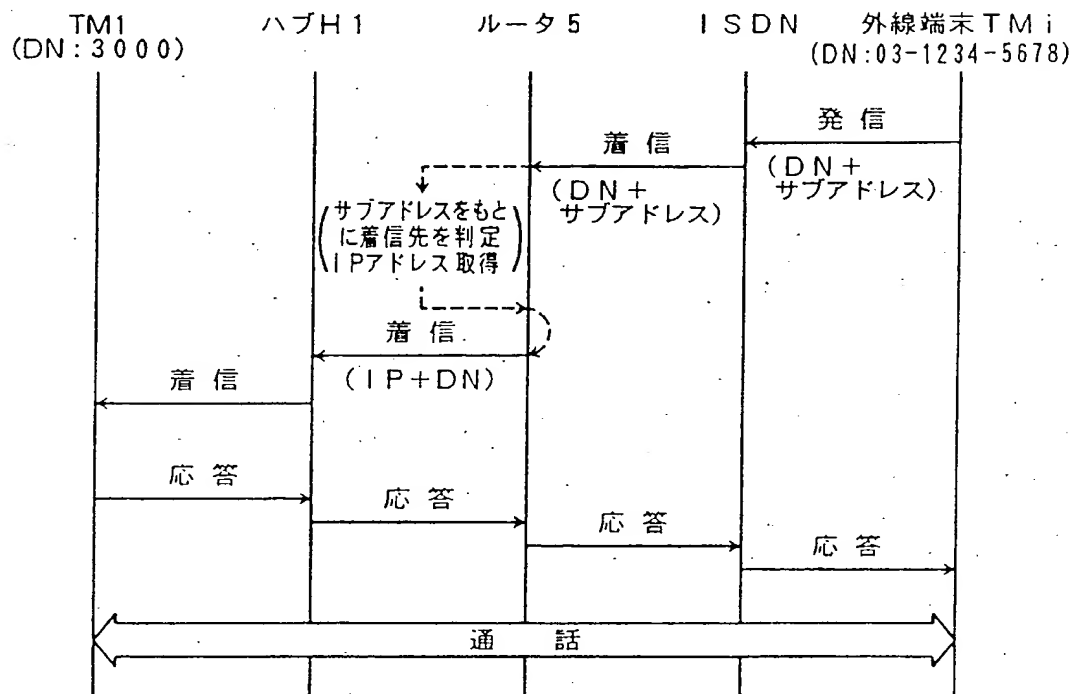 TM1 ハブH1 ルータ5 ISDN 外線端末TMi
(DN:3000) (DN:03-1234-5678)
発信
着信
(DN+
サブアドレス)
(DN+
サブアドレス)
(サブアドレスをもと
に着信先を判定
IPアドレス取得)
着信
(IP+DN)
着信
応答
応答
応答
応答
通話